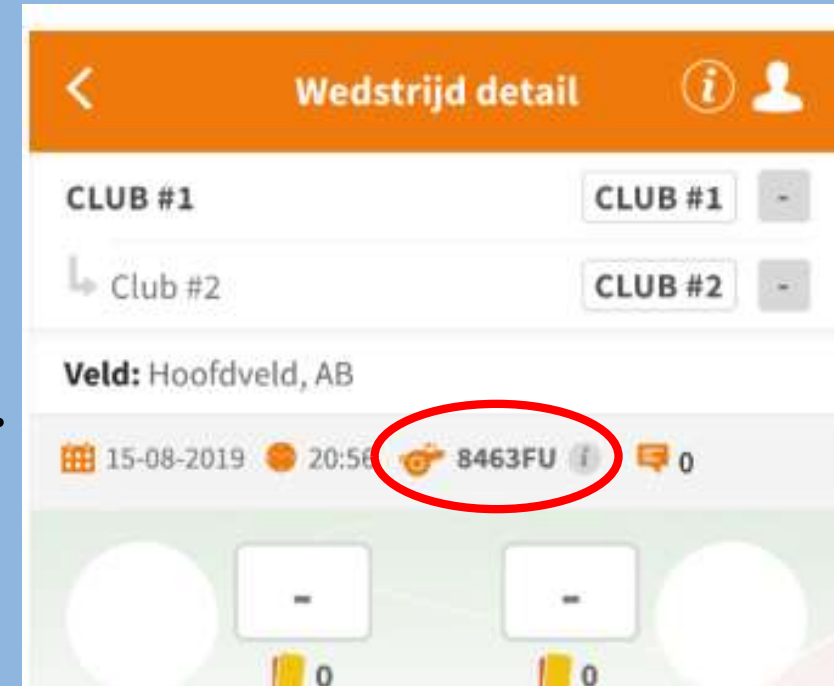 Wedstrijd detail
CLUB #1 CLUB #1 -
Club #2 CLUB #2 -
Veld: Hoofdveld, AB
15-08-2019 20:56 8463FU i 0
- -
0 0